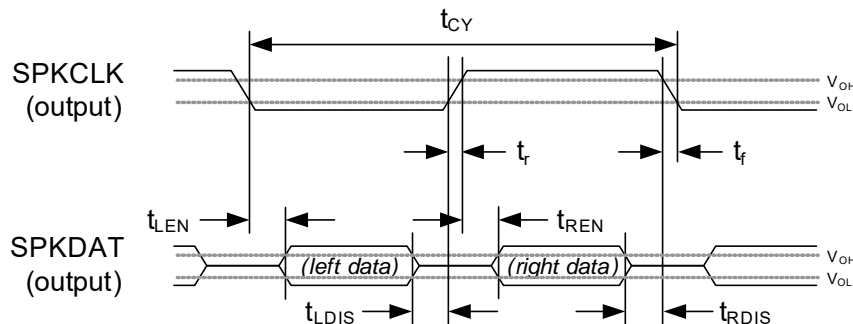 tCY
SPKCLK
(output)
VOH
VOL
tr
tf
tLEN
tREN
SPKDAT
(output)
(left data)
(right data)
VOH
VOL
tLDIS
tRDIS